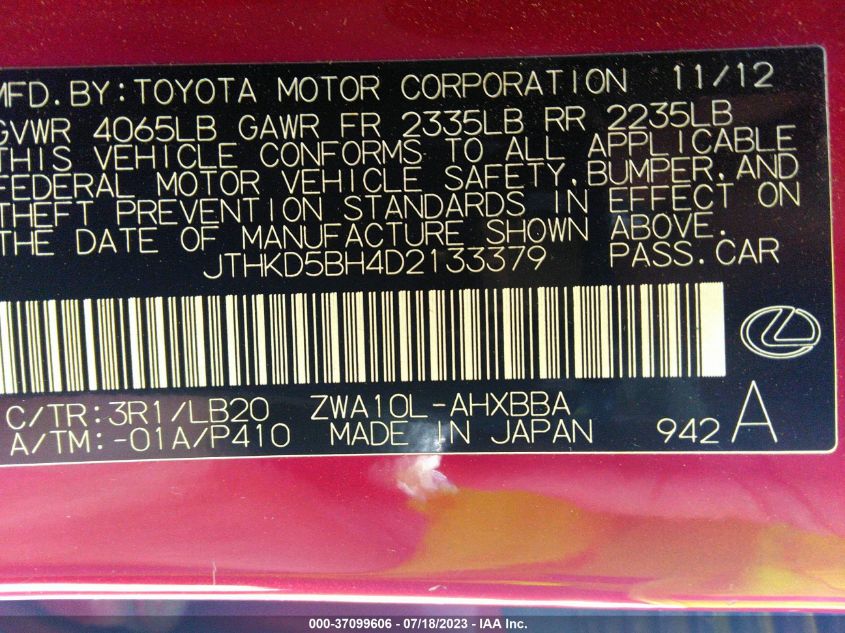 MFD. BY: TOYOTA MOTOR CORPORATION 11/12
GVWR 4065LB GAWR FR 2335LB RR 2235LB
THIS VEHICLE CONFORMS TO ALL APPLICABLE
FEDERAL MOTOR VEHICLE SAFETY, BUMPER, AND
THEFT PREVENTION STANDARDS IN EFFECT ON
THE DATE OF MANUFACTURE SHOWN ABOVE.
JTHKD5BH4D2133379 PASS. CAR
C/TR: 3R1/LB20 ZWA10L-AHXBBA
A/TM: -01A/P410 MADE IN JAPAN 942 A
000-37099606 - 07/18/2023 - IAA Inc.